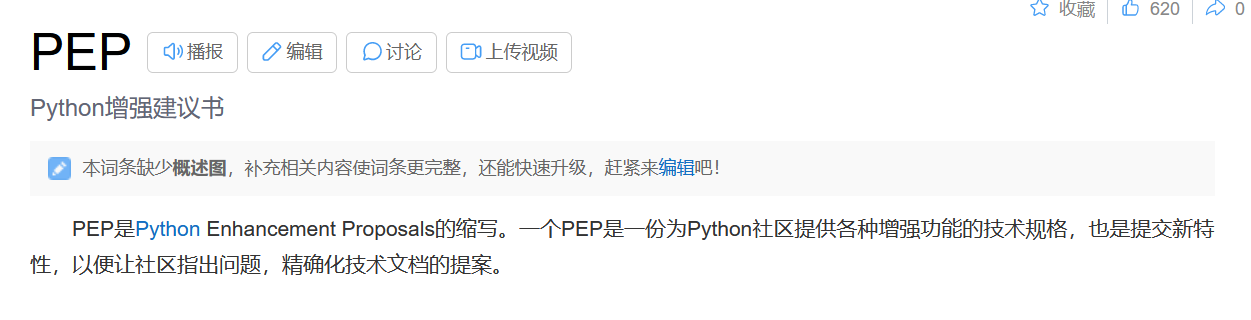 收藏 620 0
PEP 播报 编辑 讨论 上传视频
Python增强建议书
本词条缺少概述图，补充相关内容使词条更完整，还能快速升级，赶紧来编辑吧！
PEP是Python Enhancement Proposals的缩写。一个PEP是一份为Python社区提供各种增强功能的技术规格，也是提交新特
性，以便让社区指出问题，精确化技术文档的提案。